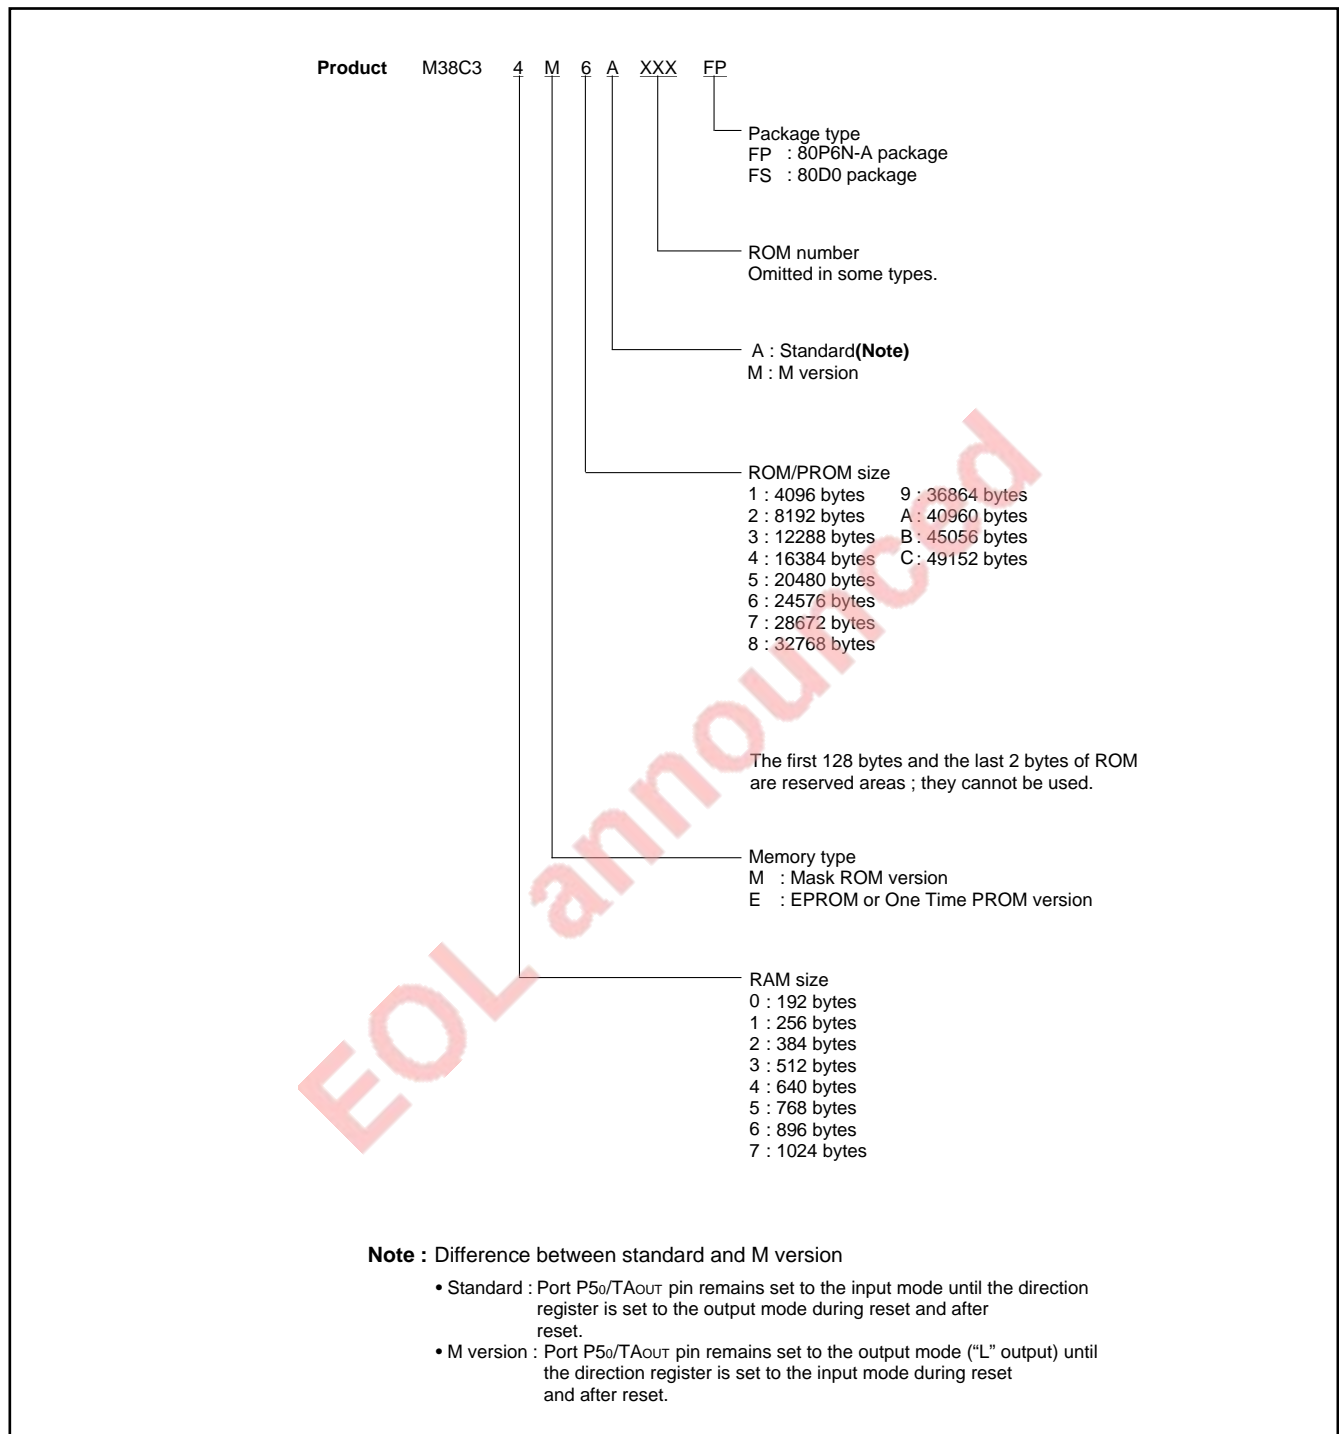 Product M38C3 4 M 6 A XXX FP
Package type
FP : 80P6N-A package
FS : 80D0 package
ROM number
Omitted in some types.
A : Standard(Note)
M : M version
ROM/PROM size
1 : 4096 bytes 9 : 36864 bytes
2 : 8192 bytes A : 40960 bytes
3 : 12288 bytes B : 45056 bytes
4 : 16384 bytes C : 49152 bytes
5 : 20480 bytes
6 : 24576 bytes
7 : 28672 bytes
8 : 32768 bytes
The first 128 bytes and the last 2 bytes of ROM
are reserved areas ; they cannot be used.
Memory type
M : Mask ROM version
E : EPROM or One Time PROM version
RAM size
0 : 192 bytes
1 : 256 bytes
2 : 384 bytes
3 : 512 bytes
4 : 640 bytes
5 : 768 bytes
6 : 896 bytes
7 : 1024 bytes
EOL announced
Note : Difference between standard and M version
• Standard : Port P50/TAOUT pin remains set to the input mode until the direction
register is set to the output mode during reset and after
reset.
• M version : Port P50/TAOUT pin remains set to the output mode (“L” output) until
the direction register is set to the input mode during reset
and after reset.